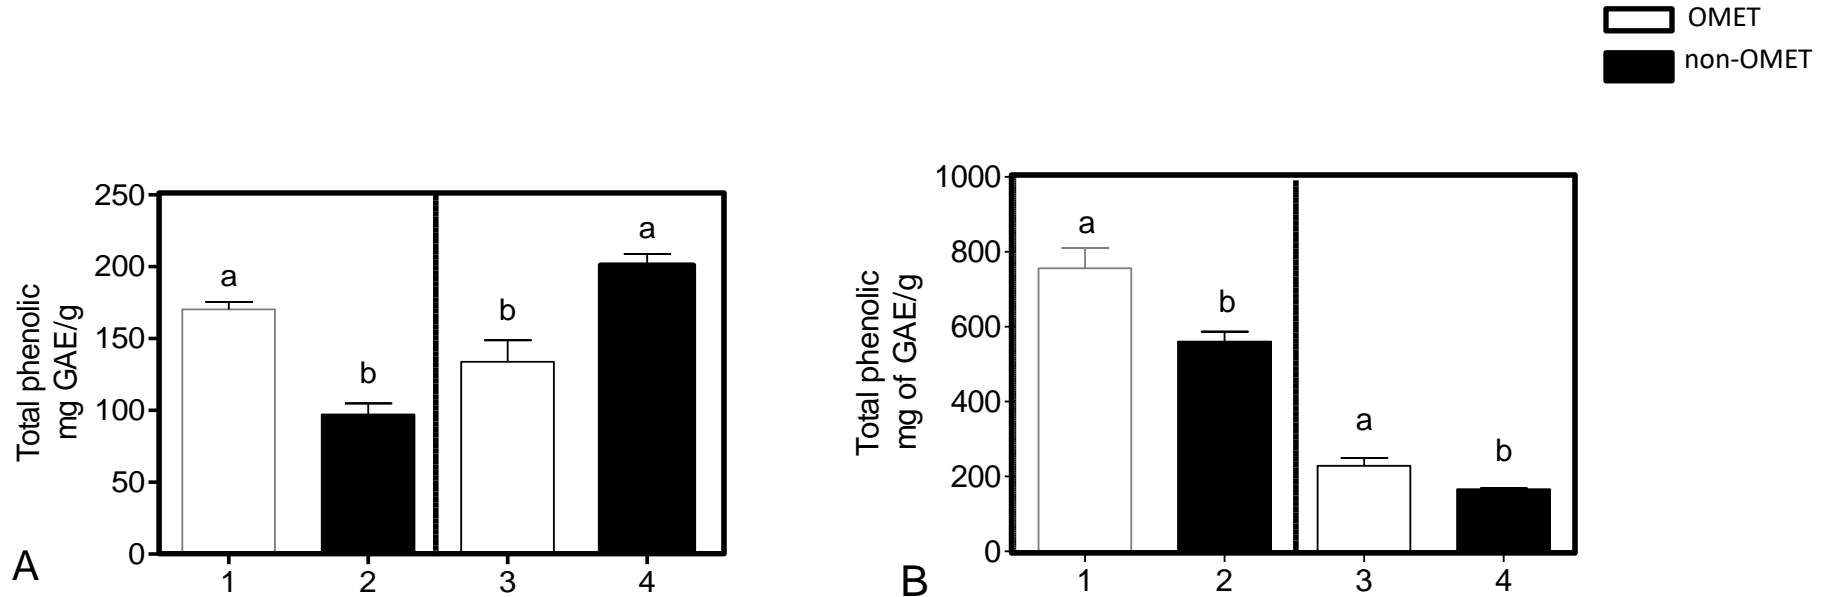 OMET
non-OMET
Total phenolic
mg GAE/g
250
200
150
100
50
0
a
b
b
a
1
2
3
4
A
Total phenolic
mg of GAE/g
1000
800
600
400
200
0
a
b
a
b
1
2
3
4
B